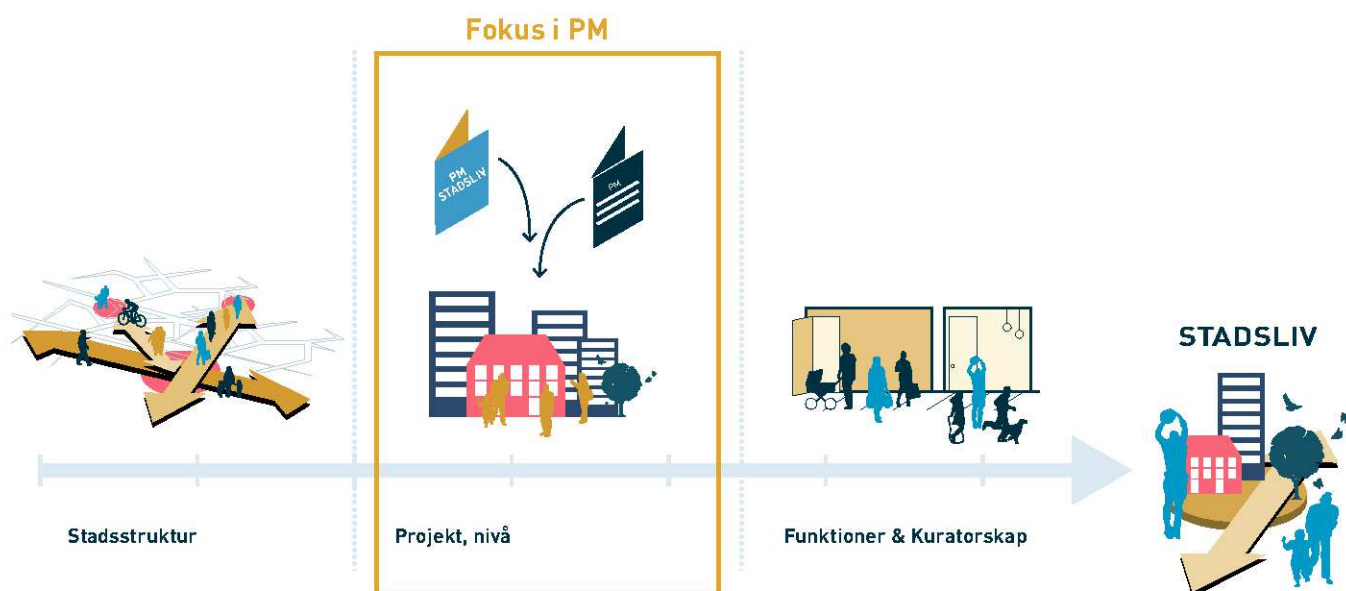 Fokus i PM
PM
STADSLIV
PM
STADSLIV
Stadsstruktur
Projekt, nivå
Funktioner & Kuratorskap